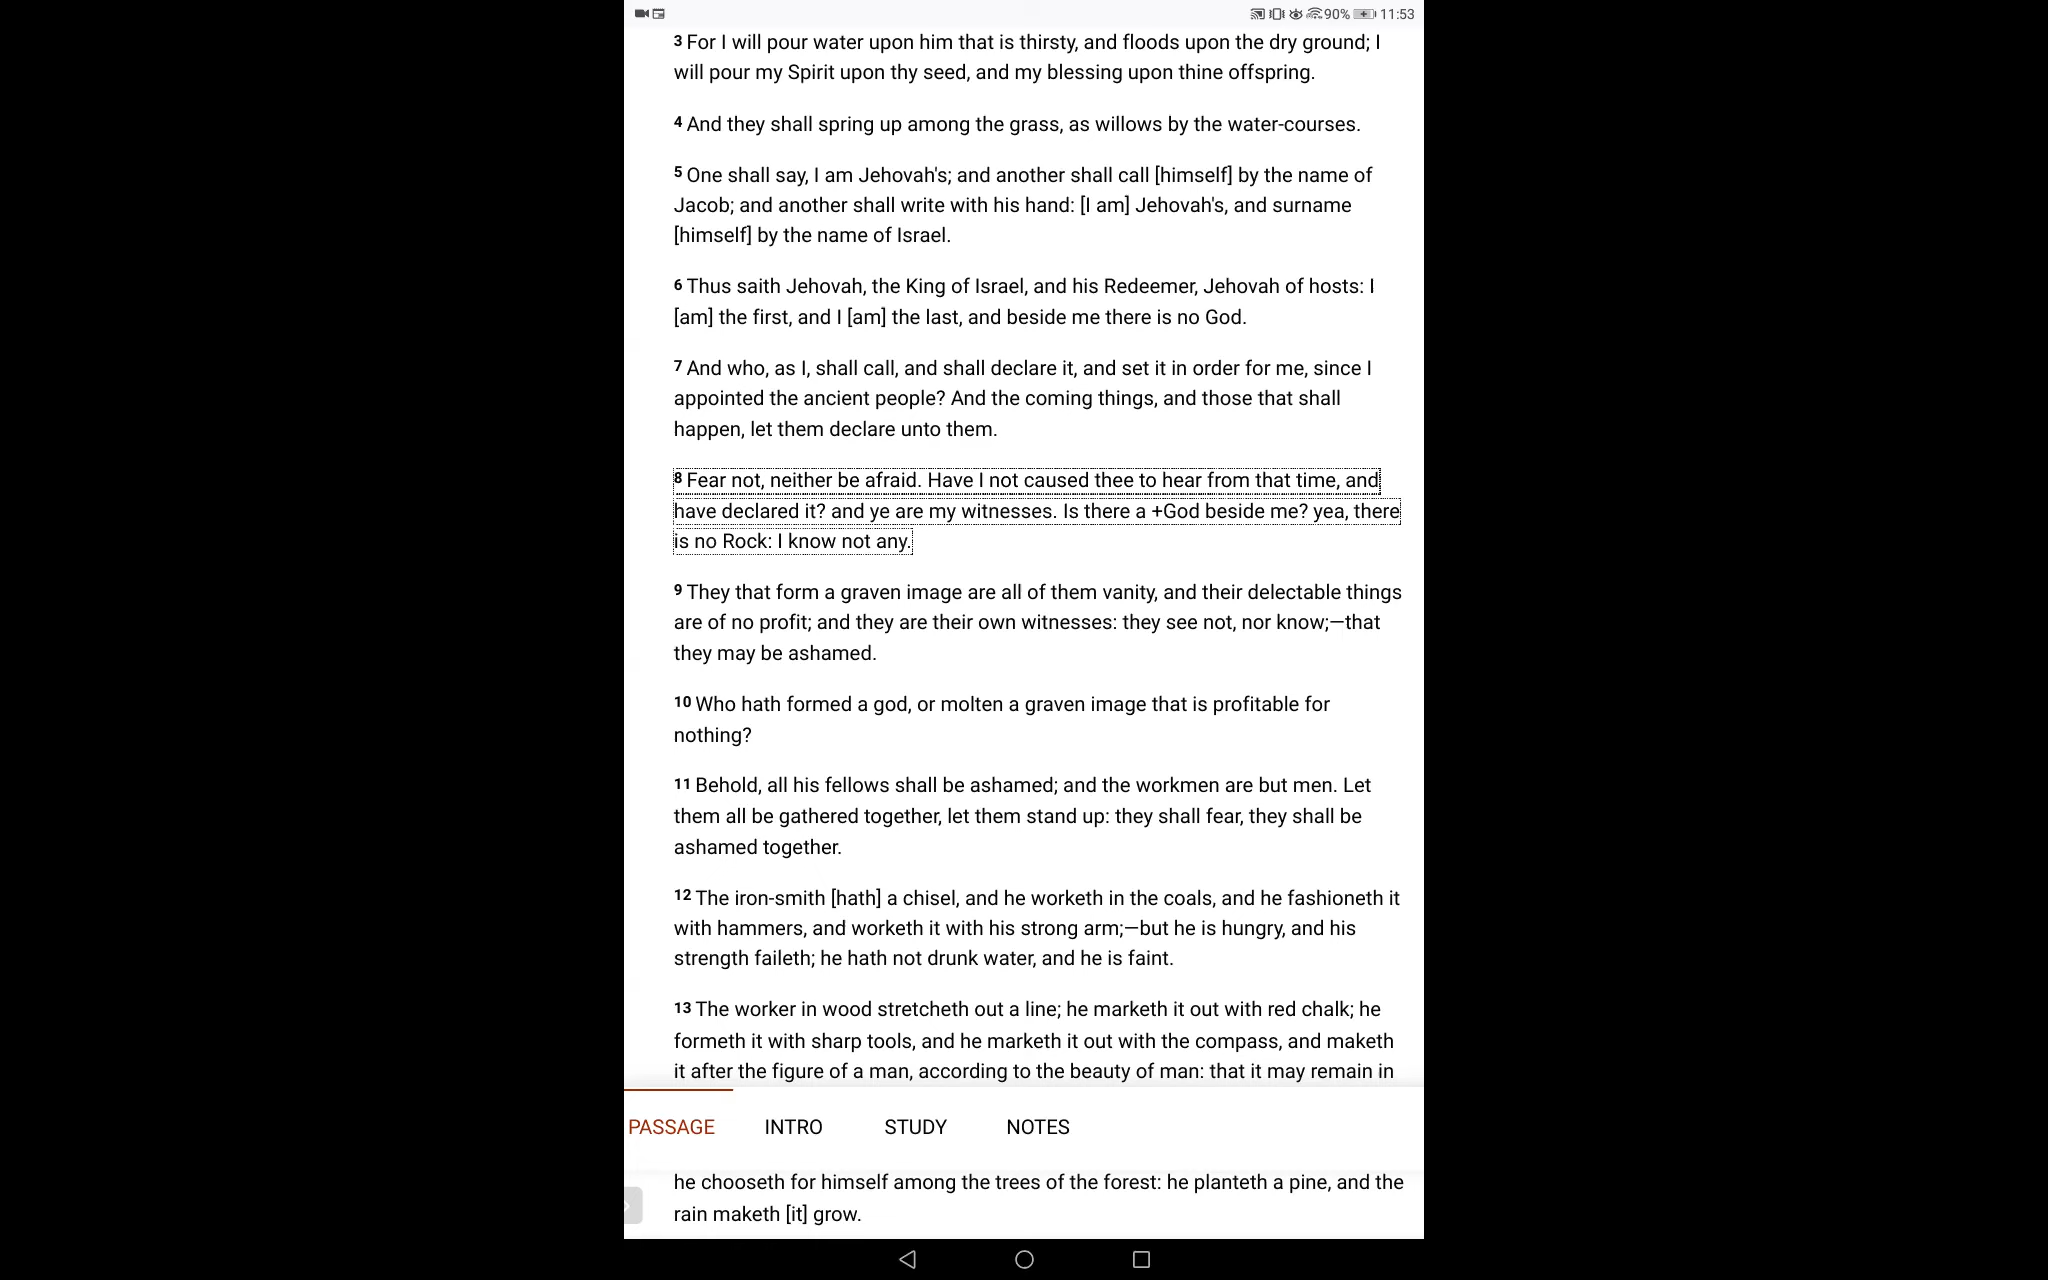 90% 11:53
3 For I will pour water upon him that is thirsty, and floods upon the dry ground; I
will pour my Spirit upon thy seed, and my blessing upon thine offspring.
4 And they shall spring up among the grass, as willows by the water-courses.
5 One shall say, I am Jehovah's; and another shall call [himself] by the name of
Jacob; and another shall write with his hand: [I am] Jehovah's, and surname
[himself] by the name of Israel.
6 Thus saith Jehovah, the King of Israel, and his Redeemer, Jehovah of hosts: I
[am] the first, and I [am] the last, and beside me there is no God.
7 And who, as I, shall call, and shall declare it, and set it in order for me, since I
appointed the ancient people? And the coming things, and those that shall
happen, let them declare unto them.
8 Fear not, neither be afraid. Have I not caused thee to hear from that time, and
have declared it? and ye are my witnesses. Is there a +God beside me? yea, there
is no Rock: I know not any.
9 They that form a graven image are all of them vanity, and their delectable things
are of no profit; and they are their own witnesses: they see not, nor know;—that
they may be ashamed.
10 Who hath formed a god, or molten a graven image that is profitable for
nothing?
11 Behold, all his fellows shall be ashamed; and the workmen are but men. Let
them all be gathered together, let them stand up: they shall fear, they shall be
ashamed together.
12 The iron-smith [hath] a chisel, and he worketh in the coals, and he fashioneth it
with hammers, and worketh it with his strong arm;—but he is hungry, and his
strength faileth; he hath not drunk water, and he is faint.
13 The worker in wood stretcheth out a line; he marketh it out with red chalk; he
formeth it with sharp tools, and he marketh it out with the compass, and maketh
it after the figure of a man, according to the beauty of man: that it may remain in
PASSAGE INTRO STUDY NOTES
he chooseth for himself among the trees of the forest: he planteth a pine, and the
rain maketh [it] grow.